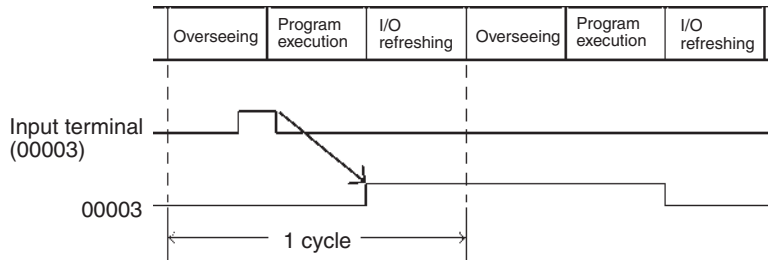 Overseeing
Program
execution
I/O
refreshing
Overseeing
Program
execution
I/O
refreshing
Input terminal
(00003)
00003
1 cycle